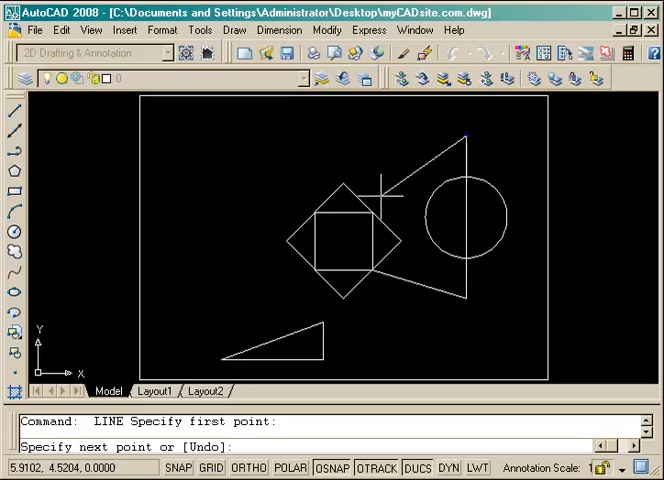 AutoCAD 2008 - [C:\Documents and Settings\Administrator\Desktop\myCADsite.com.dwg]
File Edit View Insert Format Tools Draw Dimension Modify Express Window Help
2D Drafting & Annotation
0
Y
X
Model Layout1 Layout2
Command:  LINE Specify first point:
Specify next point or [Undo]:
5.9102, 4.5204, 0.0000 SNAP GRID ORTHO POLAR OSNAP OTRACK DUCS DYN LWT Annotation Scale: 1